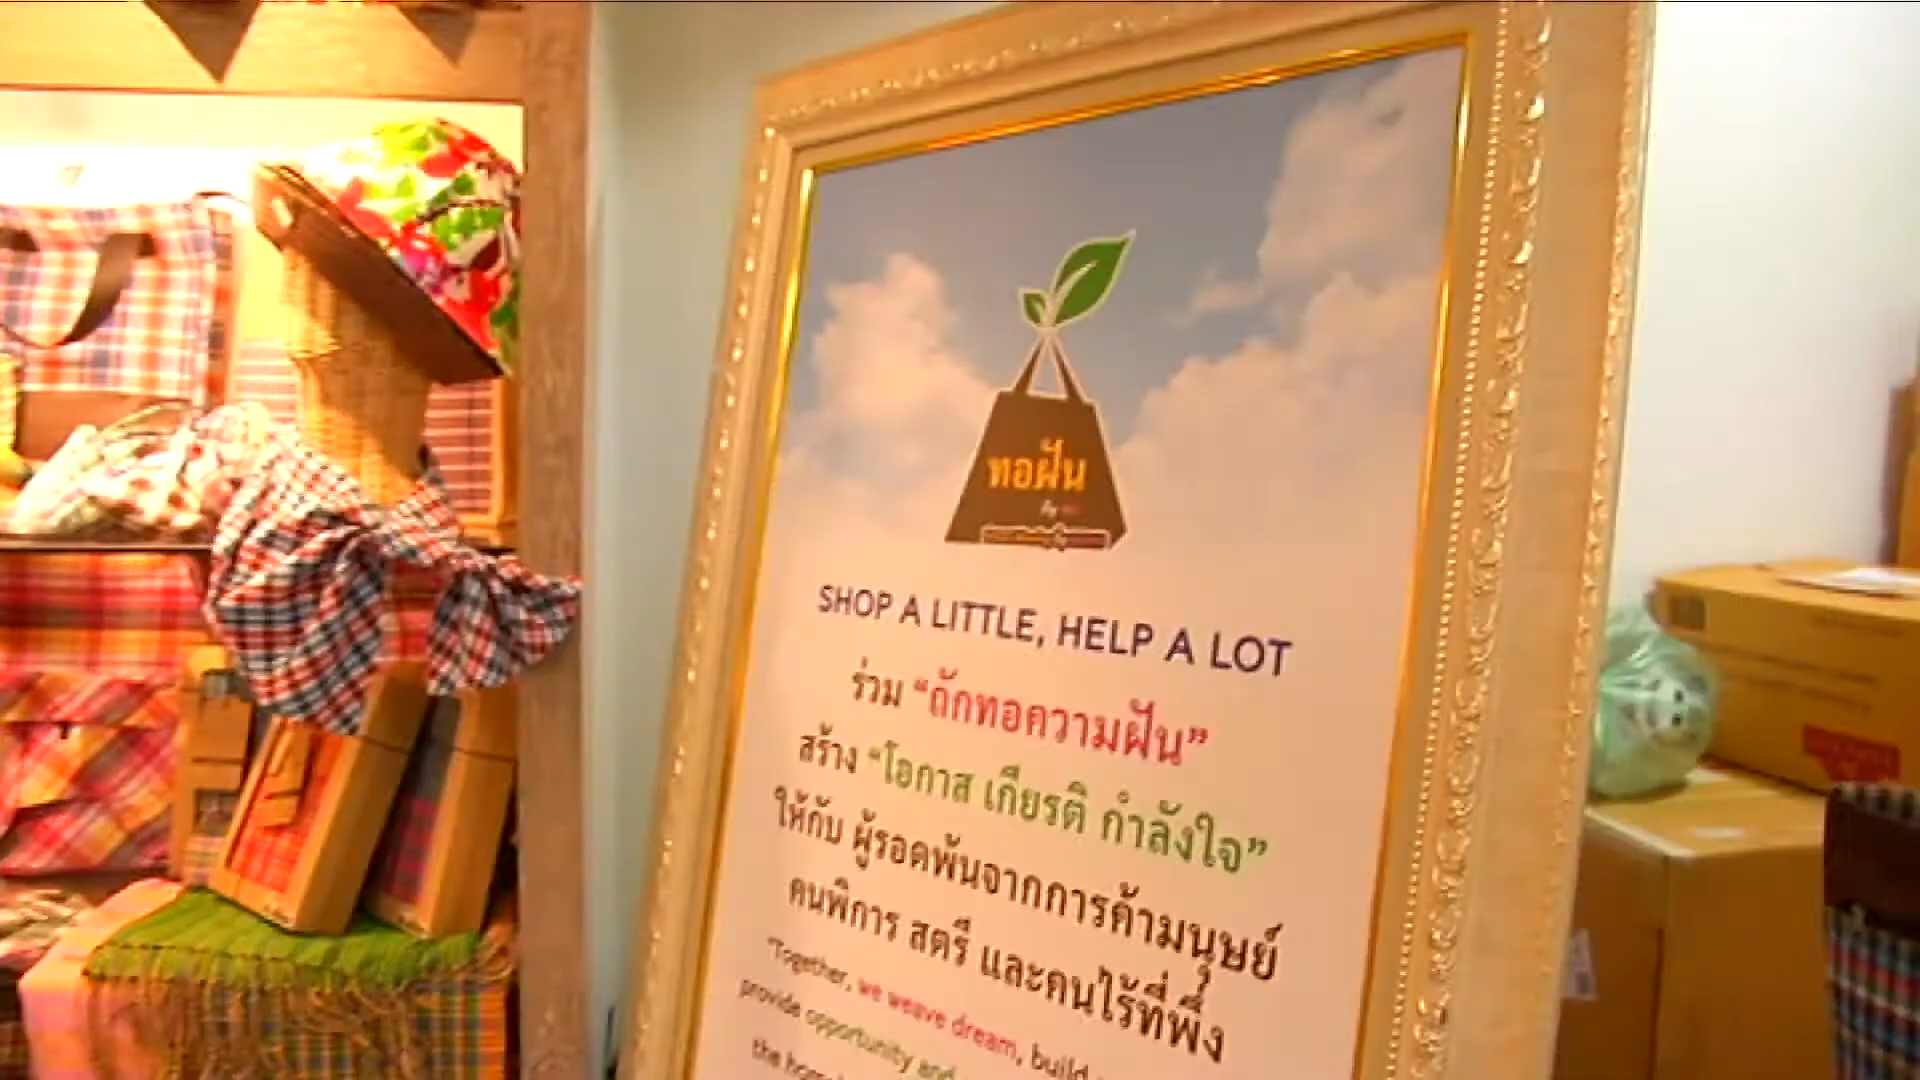 ทอฝัน
SHOP A LITTLE, HELP A LOT
ร่วม “ถักทอความฝัน”
สร้าง “โอกาส เกียรติ กำลังใจ”
ให้กับ ผู้รอดพ้นจากการค้ามนุษย์
คนพิการ สตรี และคนไร้ที่พึ่ง
"Together, we weave dream, build
provide opportunity and
the